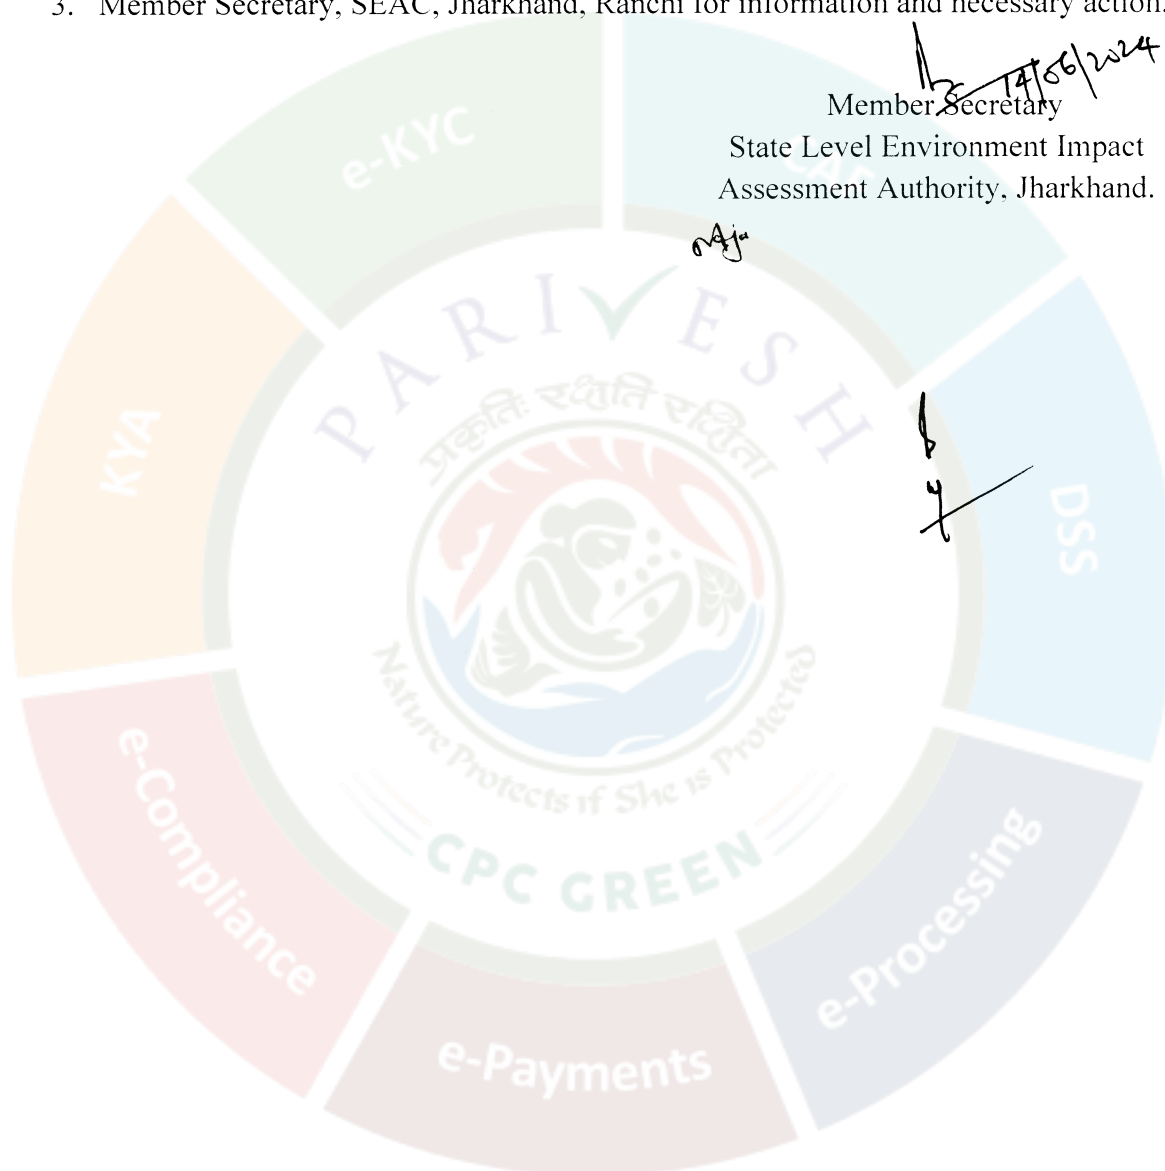 3. Member Secretary, SEAC, Jharkhand, Ranchi for information and necessary action.
14/06/2024
Member Secretary
State Level Environment Impact
Assessment Authority, Jharkhand.
e-KYC
CAF
KYA
PARIVESH
प्रकृतिः रक्षति रक्षिता
DSS
Nature Protects if She is Protected
CPC GREEN
e-Compliance
e-Processing
e-Payments